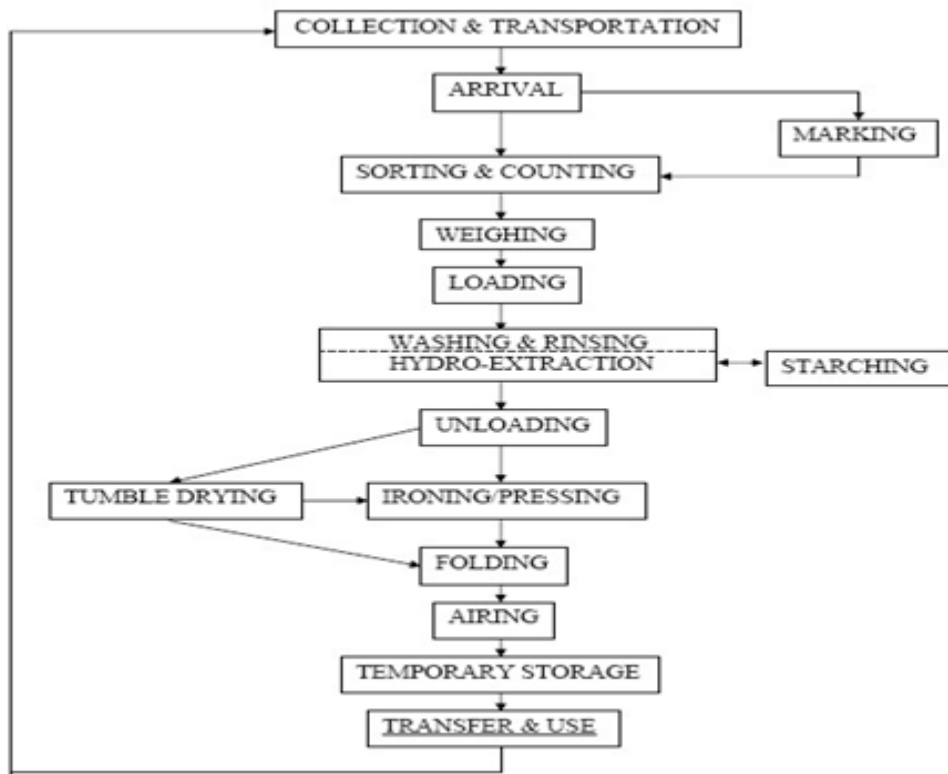 COLLECTION & TRANSPORTATION
ARRIVAL
MARKING
SORTING & COUNTING
WEIGHING
LOADING
WASHING & RINSING
HYDRO-EXTRACTION
STARCHING
UNLOADING
TUMBLE DRYING
IRONING/PRESSING
FOLDING
AIRING
TEMPORARY STORAGE
TRANSFER & USE